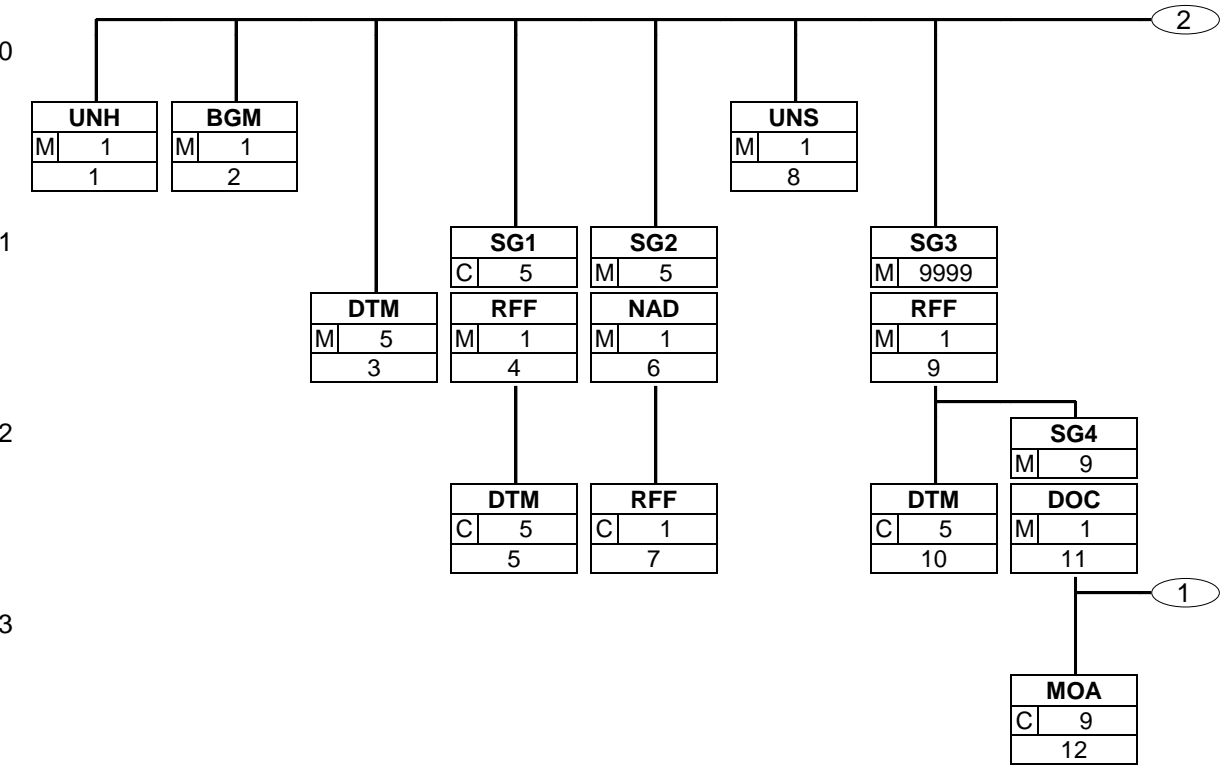 2
0
UNH BGM UNS
M 1 M 1 M 1
1 2 8
1
SG1 SG2 SG3
C 5 M 5 M 9999
DTM RFF NAD RFF
M 5 M 1 M 1 M 1
3 4 6 9
2
SG4
M 9
DTM RFF DTM DOC
C 5 C 1 C 5 M 1
5 7 10 11
1
3
MOA
C 9
12